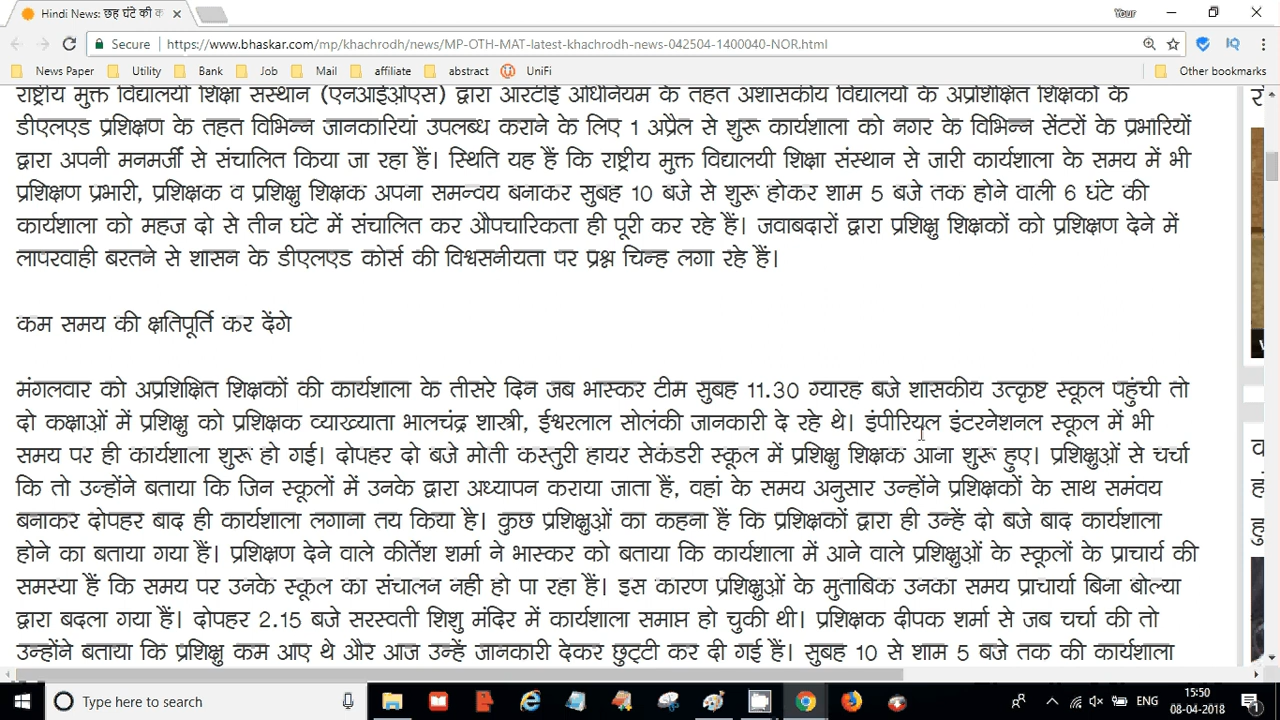 Hindi News: छह घंटे की क
Your
Secure
https://www.bhaskar.com/mp/khachrodh/news/MP-OTH-MAT-latest-khachrodh-news-042504-1400040-NOR.html
News Paper Utility Bank Job Mail affiliate abstract UniFi Other bookmarks
राष्ट्रीय मुक्त विद्यालयी शिक्षा संस्थान (एनआईओएस) द्वारा आरटीई अधिनियम के तहत अशासकीय विद्यालयों के अप्रशिक्षित शिक्षकों के
डीएलएड प्रशिक्षण के तहत विभिन्न जानकारियां उपलब्ध कराने के लिए 1 अप्रैल से शुरू कार्यशाला को नगर के विभिन्न सेंटरों के प्रभारियों
द्वारा अपनी मनमर्जी से संचालित किया जा रहा हैं। स्थिति यह हैं कि राष्ट्रीय मुक्त विद्यालयी शिक्षा संस्थान से जारी कार्यशाला के समय में भी
प्रशिक्षण प्रभारी, प्रशिक्षक व प्रशिक्षु शिक्षक अपना समन्वय बनाकर सुबह 10 बजे से शुरू होकर शाम 5 बजे तक होने वाली 6 घंटे की
कार्यशाला को महज दो से तीन घंटे में संचालित कर औपचारिकता ही पूरी कर रहे हैं। जवाबदारों द्वारा प्रशिक्षु शिक्षकों को प्रशिक्षण देने में
लापरवाही बरतने से शासन के डीएलएड कोर्स की विश्वसनीयता पर प्रश्न चिन्ह लगा रहे हैं।
कम समय की क्षतिपूर्ति कर देंगे
मंगलवार को अप्रशिक्षित शिक्षकों की कार्यशाला के तीसरे दिन जब भास्कर टीम सुबह 11.30 ग्यारह बजे शासकीय उत्कृष्ट स्कूल पहुंची तो
दो कक्षाओं में प्रशिक्षु को प्रशिक्षक व्याख्याता भालचंद्र शास्त्री, ईश्वरलाल सोलंकी जानकारी दे रहे थे। इंपीरियल इंटरनेशनल स्कूल में भी
समय पर ही कार्यशाला शुरू हो गई। दोपहर दो बजे मोती कस्तुरी हायर सेकंडरी स्कूल में प्रशिक्षु शिक्षक आना शुरू हुए। प्रशिक्षुओं से चर्चा
कि तो उन्होंने बताया कि जिन स्कूलों में उनके द्वारा अध्यापन कराया जाता हैं, वहां के समय अनुसार उन्होंने प्रशिक्षकों के साथ समंवय
बनाकर दोपहर बाद ही कार्यशाला लगाना तय किया है। कुछ प्रशिक्षुओं का कहना हैं कि प्रशिक्षकों द्वारा ही उन्हें दो बजे बाद कार्यशाला
होने का बताया गया हैं। प्रशिक्षण देने वाले कीर्तेश शर्मा ने भास्कर को बताया कि कार्यशाला में आने वाले प्रशिक्षुओं के स्कूलों के प्राचार्य की
समस्या हैं कि समय पर उनके स्कूल का संचालन नहीं हो पा रहा हैं। इस कारण प्रशिक्षुओं के मुताबिक उनका समय प्राचार्या बिना बोल्या
द्वारा बदला गया हैं। दोपहर 2.15 बजे सरस्वती शिशु मंदिर में कार्यशाला समाप्त हो चुकी थी। प्रशिक्षक दीपक शर्मा से जब चर्चा की तो
उन्होंने बताया कि प्रशिक्षु कम आए थे और आज उन्हें जानकारी देकर छुट्टी कर दी गई हैं। सुबह 10 से शाम 5 बजे तक की कार्यशाला
Type here to search
ENG
15:50
08-04-2018